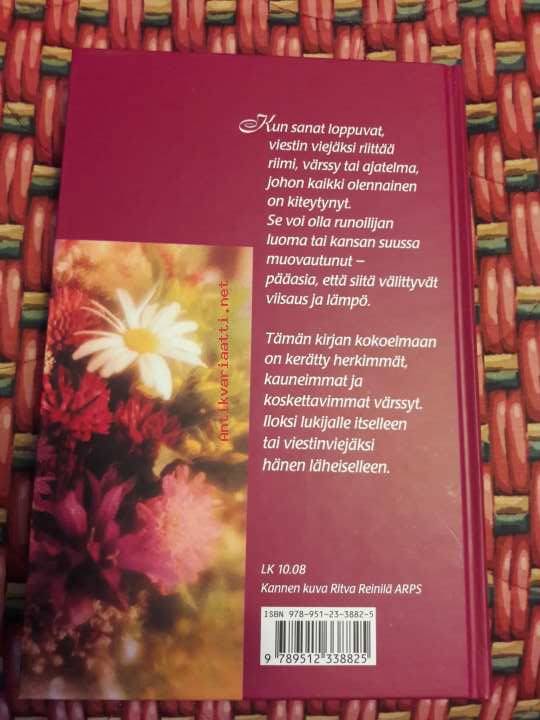 Kun sanat loppuvat,
viestin viejäksi riittää
riimi, värssy tai ajatelma,
johon kaikki olennainen
on kiteytynyt.
Se voi olla runoilijan
luoma tai kansan suussa
muovautunut –
pääasia, että siitä välittyvät
viisaus ja lämpö.
Tämän kirjan kokoelmaan
on kerätty herkimmät,
kauneimmat ja
koskettavimmat värssyt.
Iloksi lukijalle itselleen
tai viestinviejäksi
hänen läheiselleen.
Antikvariaatti.net
LK 10.08
Kannen kuva Ritva Reinilä ARPS
ISBN 978-951-23-3882-5
9 789512 338825